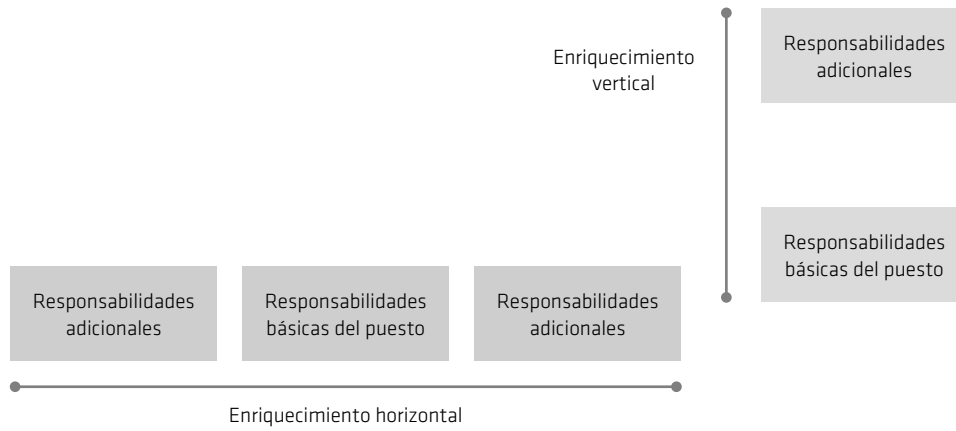 Enriquecimiento
vertical
Responsabilidades
adicionales
Responsabilidades
básicas del puesto
Responsabilidades
adicionales
Responsabilidades
básicas del puesto
Responsabilidades
adicionales
Enriquecimiento horizontal